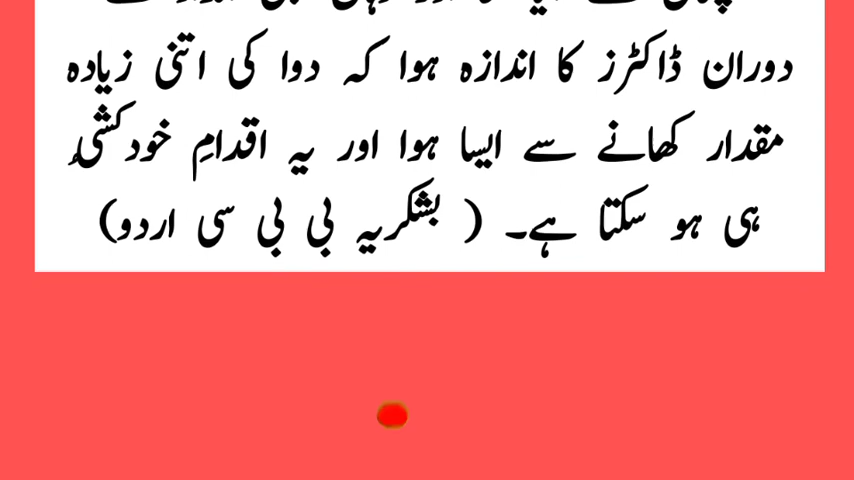 دوران ڈاکٹرز کا اندازہ ہوا کہ دوا کی اتنی زیادہ
مقدار کھانے سے ایسا ہوا اور یہ اقدامِ خودکشی
ہی ہو سکتا ہے۔ ( بشکریہ بی بی سی اردو)